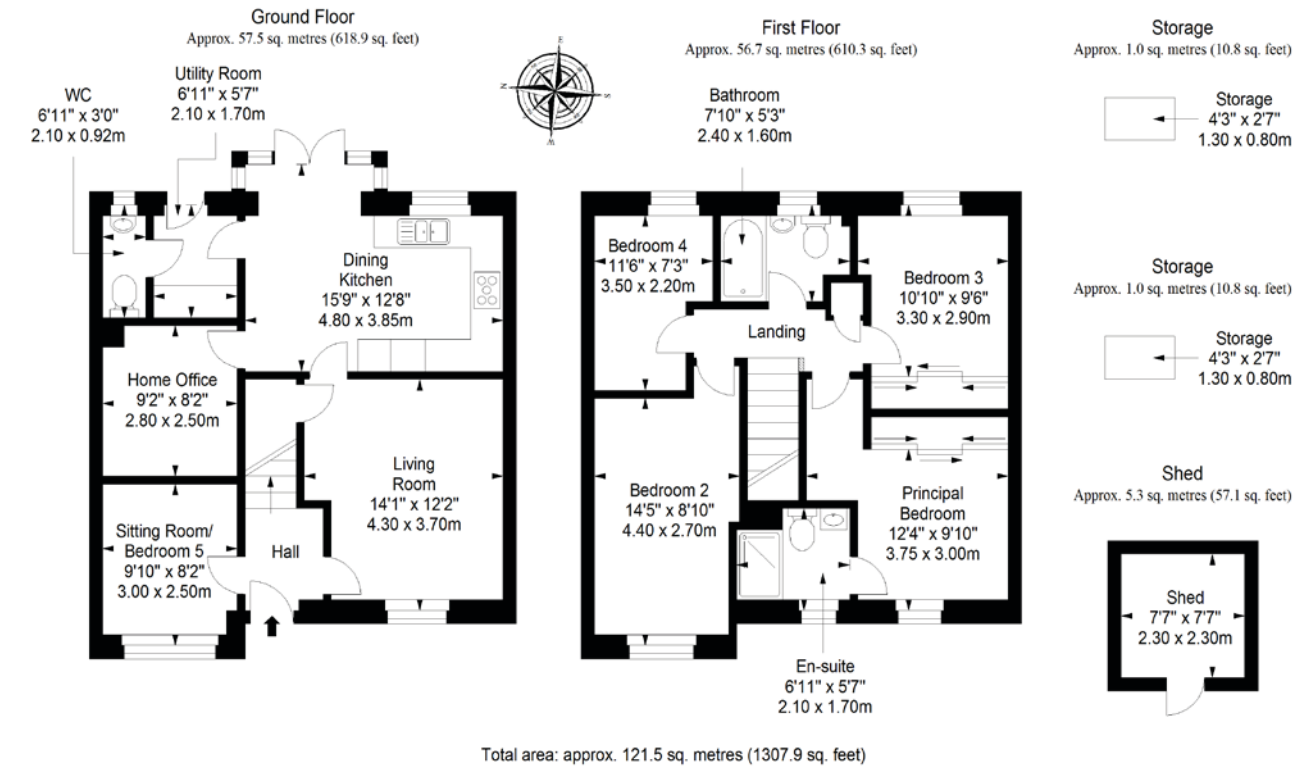 Ground Floor
Approx. 57.5 sq. metres (618.9 sq. feet)
Utility Room
6'11" x 5'7"
2.10 x 1.70m
WC
6'11" x 3'0"
2.10 x 0.92m
Dining
Kitchen
15'9" x 12'8"
4.80 x 3.85m
Home Office
9'2" x 8'2"
2.80 x 2.50m
Living
Room
14'1" x 12'2"
4.30 x 3.70m
Sitting Room/
Bedroom 5
9'10" x 8'2"
3.00 x 2.50m
Hall
E
N
S
W
First Floor
Approx. 56.7 sq. metres (610.3 sq. feet)
Bathroom
7'10" x 5'3"
2.40 x 1.60m
Bedroom 4
11'6" x 7'3"
3.50 x 2.20m
Bedroom 3
10'10" x 9'6"
3.30 x 2.90m
Landing
Bedroom 2
14'5" x 8'10"
4.40 x 2.70m
Principal
Bedroom
12'4" x 9'10"
3.75 x 3.00m
En-suite
6'11" x 5'7"
2.10 x 1.70m
Storage
Approx. 1.0 sq. metres (10.8 sq. feet)
Storage
4'3" x 2'7"
1.30 x 0.80m
Storage
Approx. 1.0 sq. metres (10.8 sq. feet)
Storage
4'3" x 2'7"
1.30 x 0.80m
Shed
Approx. 5.3 sq. metres (57.1 sq. feet)
Shed
7'7" x 7'7"
2.30 x 2.30m
Total area: approx. 121.5 sq. metres (1307.9 sq. feet)